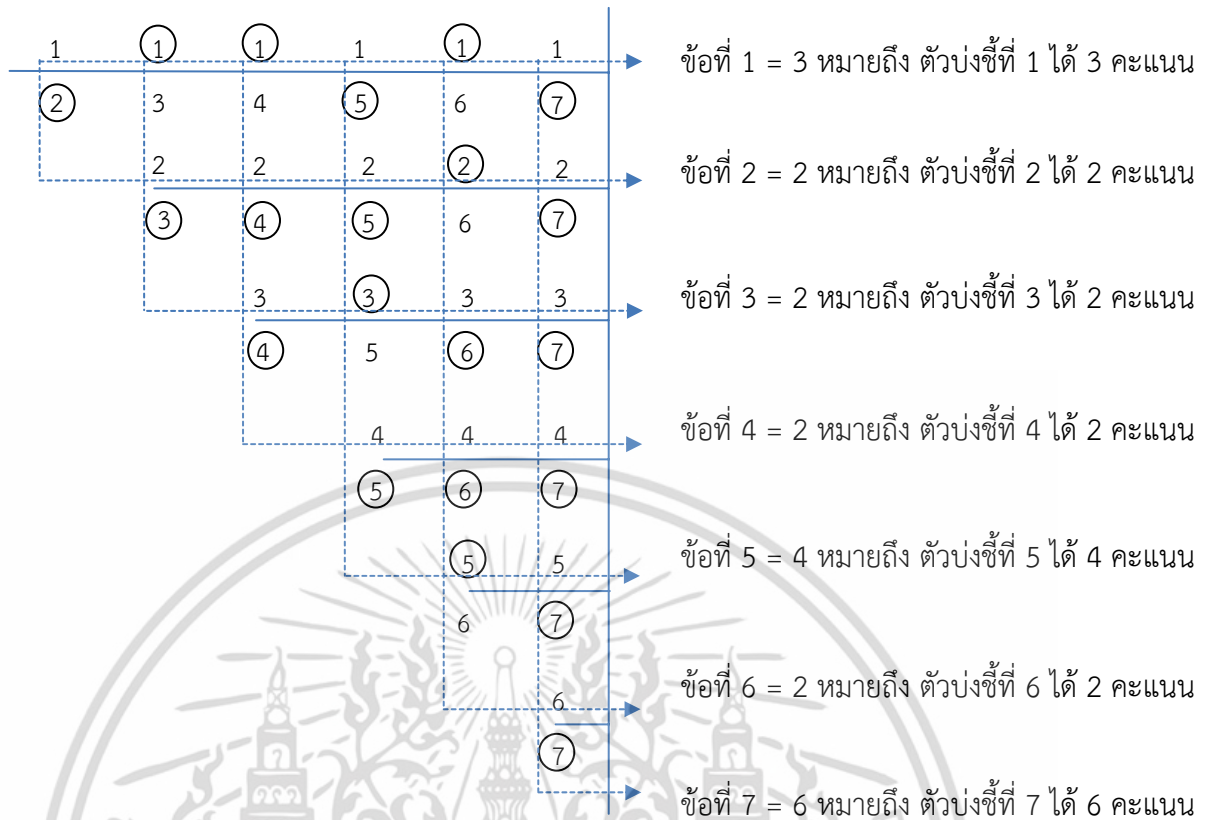 1 1 1 1 1 1 ข้อที่ 1 = 3 หมายถึง ตัวบ่งชี้ที่ 1 ได้ 3 คะแนน
2 3 4 5 6 7
2 2 2 2 2 ข้อที่ 2 = 2 หมายถึง ตัวบ่งชี้ที่ 2 ได้ 2 คะแนน
3 4 5 6 7
3 3 3 3 ข้อที่ 3 = 2 หมายถึง ตัวบ่งชี้ที่ 3 ได้ 2 คะแนน
4 5 6 7
4 4 4 ข้อที่ 4 = 2 หมายถึง ตัวบ่งชี้ที่ 4 ได้ 2 คะแนน
5 6 7
5 5 ข้อที่ 5 = 4 หมายถึง ตัวบ่งชี้ที่ 5 ได้ 4 คะแนน
6 7
6 ข้อที่ 6 = 2 หมายถึง ตัวบ่งชี้ที่ 6 ได้ 2 คะแนน
7
ข้อที่ 7 = 6 หมายถึง ตัวบ่งชี้ที่ 7 ได้ 6 คะแนน